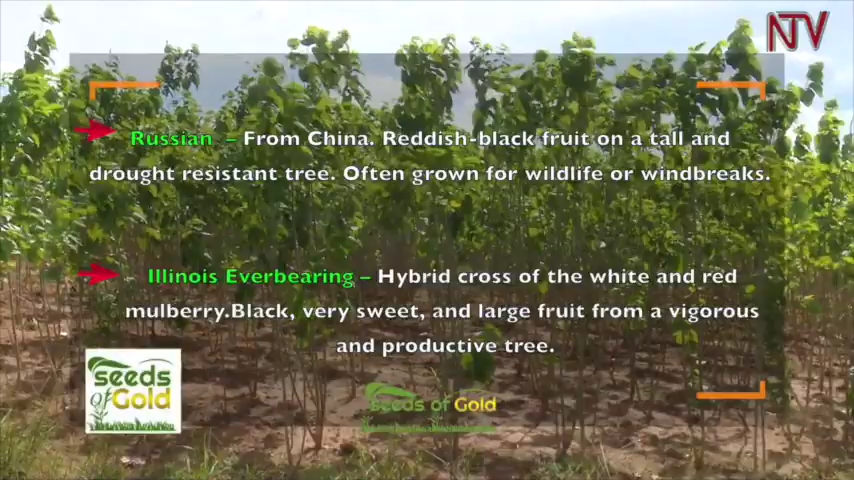 NTV
Russian – From China. Reddish-black fruit on a tall and
drought resistant tree. Often grown for wildlife or windbreaks.
Illinois Everbearing – Hybrid cross of the white and red
mulberry.Black, very sweet, and large fruit from a vigorous
and productive tree.
seeds
of Gold
seeds of Gold